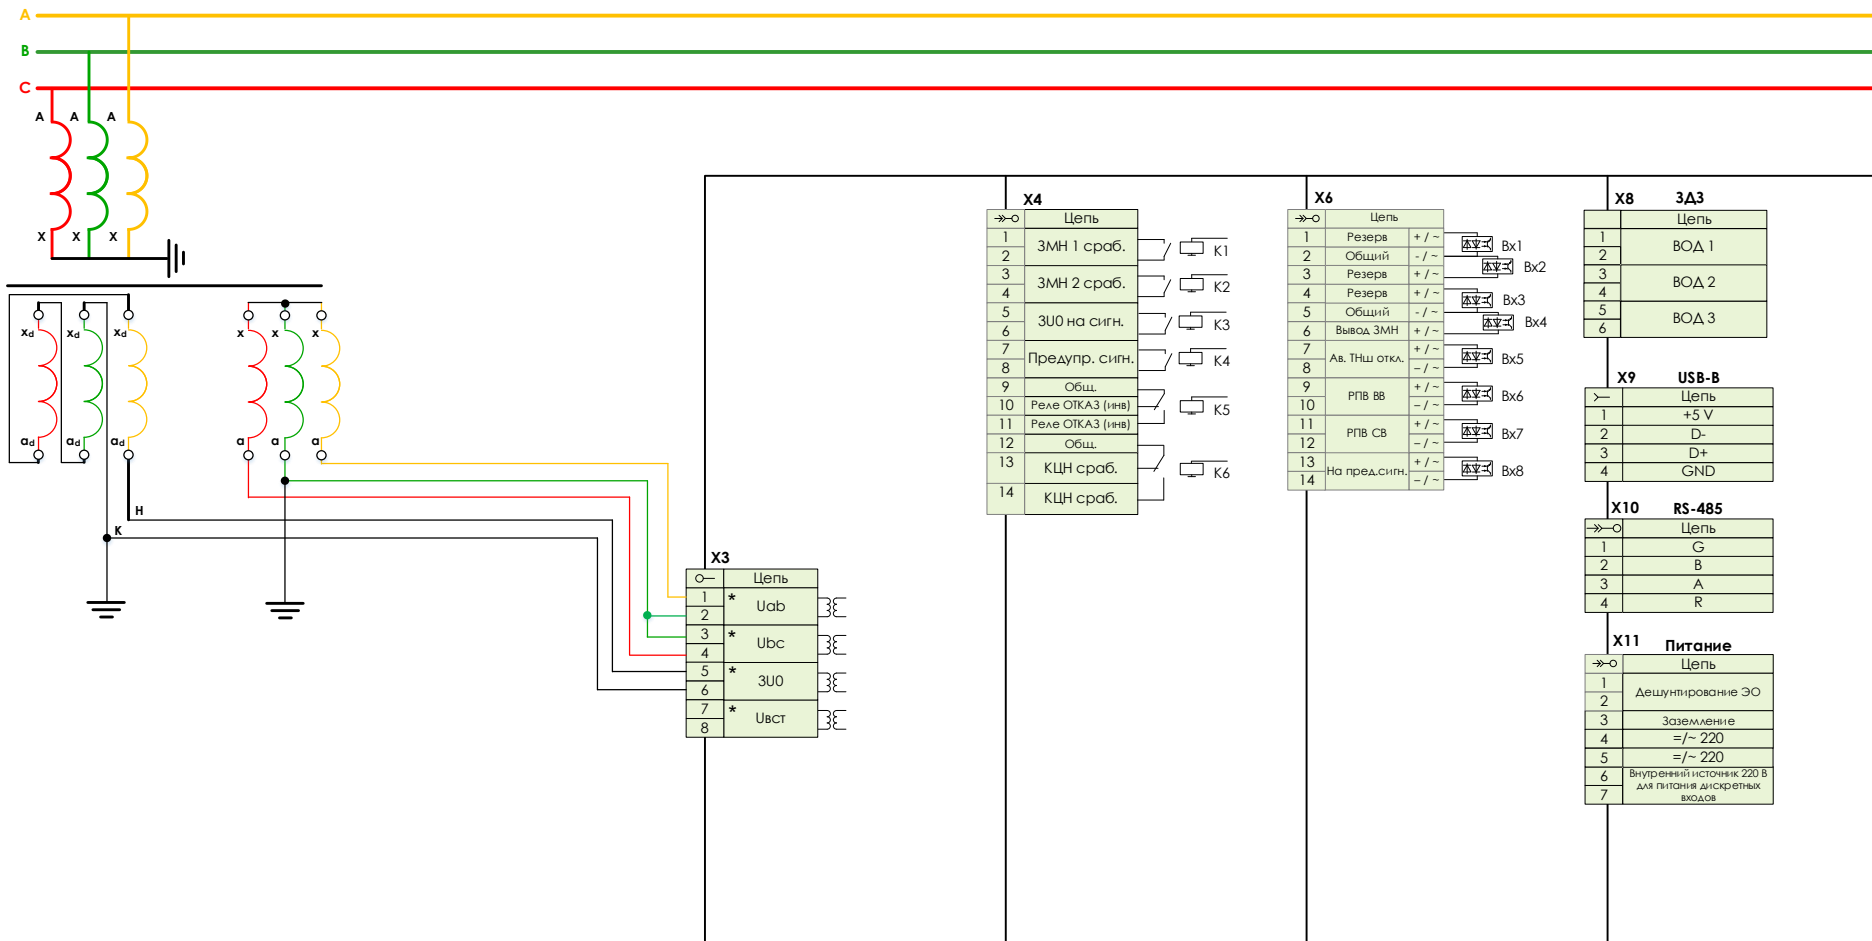 A
B
C
A A A
X X X
xd xd xd
ad ad ad
x x x
a a a
H
K
X3
Цепь
1 * Uab
2
3 * Ubc
4
5 * 3U0
6
7 * Uвст
8
X4
Цепь
1 ЗМН 1 сраб. K1
2
3 ЗМН 2 сраб. K2
4
5 3U0 на сигн. K3
6
7 Предупр. сигн. K4
8
9 Общ.
10 Реле ОТКАЗ (инв) K5
11 Реле ОТКАЗ (инв)
12 Общ.
13 КЦН сраб. K6
14 КЦН сраб.
X6
Цепь
1 Резерв + / ~ Вх1
2 Общий - / ~ Вх2
3 Резерв + / ~
4 Резерв + / ~ Вх3
5 Общий - / ~ Вх4
6 Вывод ЗМН + / ~
7 Ав. ТНш откл. + / ~ Вх5
8 – / ~
9 РПВ ВВ + / ~ Вх6
10 – / ~
11 РПВ СВ + / ~ Вх7
12 – / ~
13 На пред.сигн. + / ~ Вх8
14 – / ~
X8 ЗДЗ
Цепь
1 ВОД 1
2
3 ВОД 2
4
5 ВОД 3
6
X9 USB-B
Цепь
1 +5 V
2 D-
3 D+
4 GND
X10 RS-485
Цепь
1 G
2 B
3 A
4 R
X11 Питание
Цепь
1 Дешунтирование ЭО
2
3 Заземление
4 =/~ 220
5 =/~ 220
6 Внутренний источник 220 В
для питания дискретных
7 входов